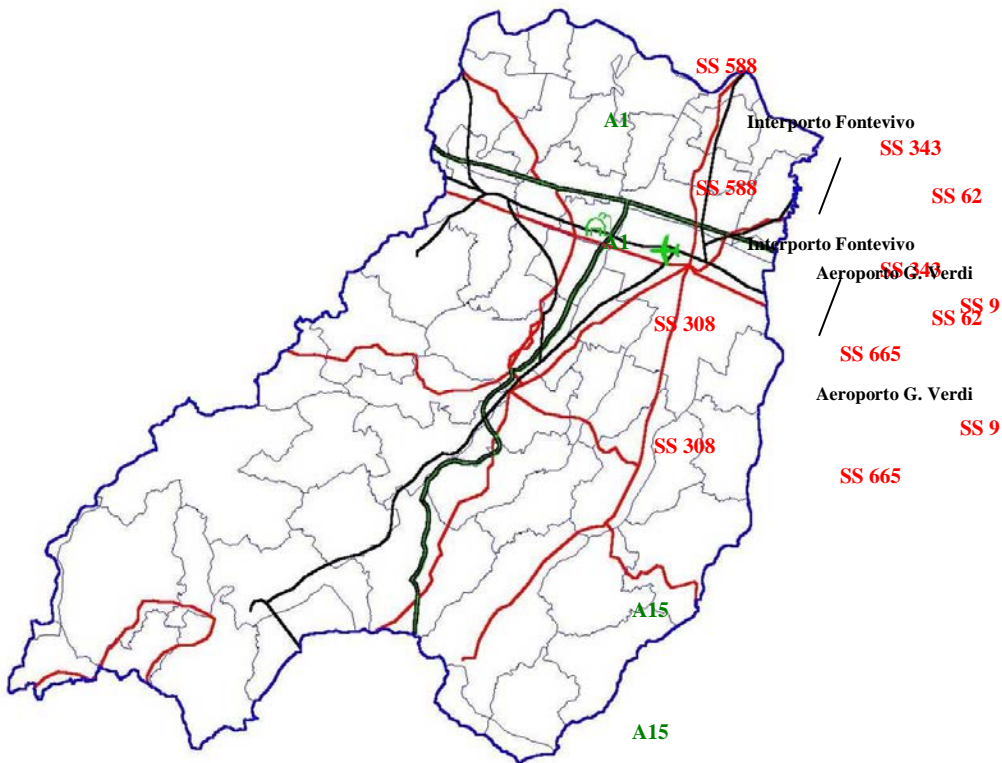 SS 588
A1
Interporto Fontevivo
SS 343
SS 588
SS 62
A1
Interporto Fontevivo
SS 343
Aeroporto G. Verdi
SS 9
SS 62
SS 308
SS 665
Aeroporto G. Verdi
SS 9
SS 308
SS 665
A15
A15